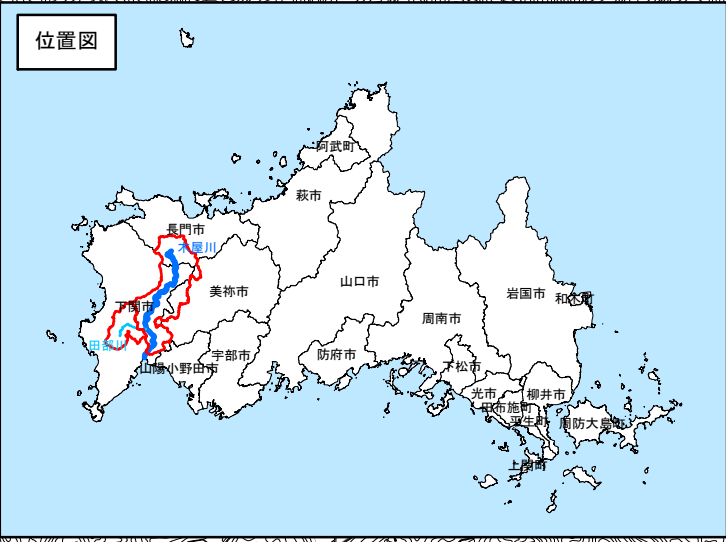 位置図
阿武町
萩市
長門市
木屋川
美祢市
山口市
岩国市
和木町
下関市
周南市
田部川
宇部市
防府市
山陽小野田市
下松市
光市
柳井市
田布施町
平生町
周防大島町
上関町